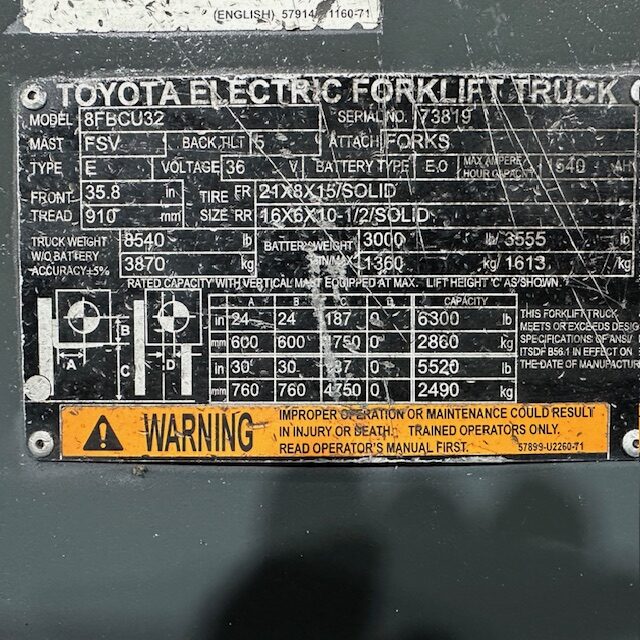 (ENGLISH) 57914- 1160-71
TOYOTA ELECTRIC FORKLIFT TRUCK
MODEL 8FBCU32 SERIAL NO. 73819
MAST FSV BACK TILT 5 ATTACH FORKS
TYPE E VOLTAGE 36 V BATTERY TYPE E,O MAX AMPERE HOUR CAPACITY 1540 AH
FRONT TREAD 35.8 in TIRE SIZE FR 21X8X15/SOLID
910 mm RR 16X6X10-1/2/SOLID
TRUCK WEIGHT 8540 lb BATTERY WEIGHT 3000 lb/ 3555 lb
W/O BATTERY ACCURACY±5% 3870 kg MIN/MAX 1360 kg/ 1613 kg
RATED CAPACITY WITH VERTICAL MAST EQUIPPED AT MAX. LIFT HEIGHT 'C' AS SHOWN.
A B C D CAPACITY
in 24 24 187 0 6300 lb
mm 600 600 4750 0 2860 kg
in 30 30 187 0 5520 lb
mm 760 760 4750 0 2490 kg
A B C D
THIS FORKLIFT TRUCK
MEETS OR EXCEEDS DESIG
SPECIFICATIONS OF ANSI/
ITSDF B56.1 IN EFFECT ON
THE DATE OF MANUFACTUR
WARNING
IMPROPER OPERATION OR MAINTENANCE COULD RESULT
IN INJURY OR DEATH. TRAINED OPERATORS ONLY.
READ OPERATOR'S MANUAL FIRST. 57899-U2260-71